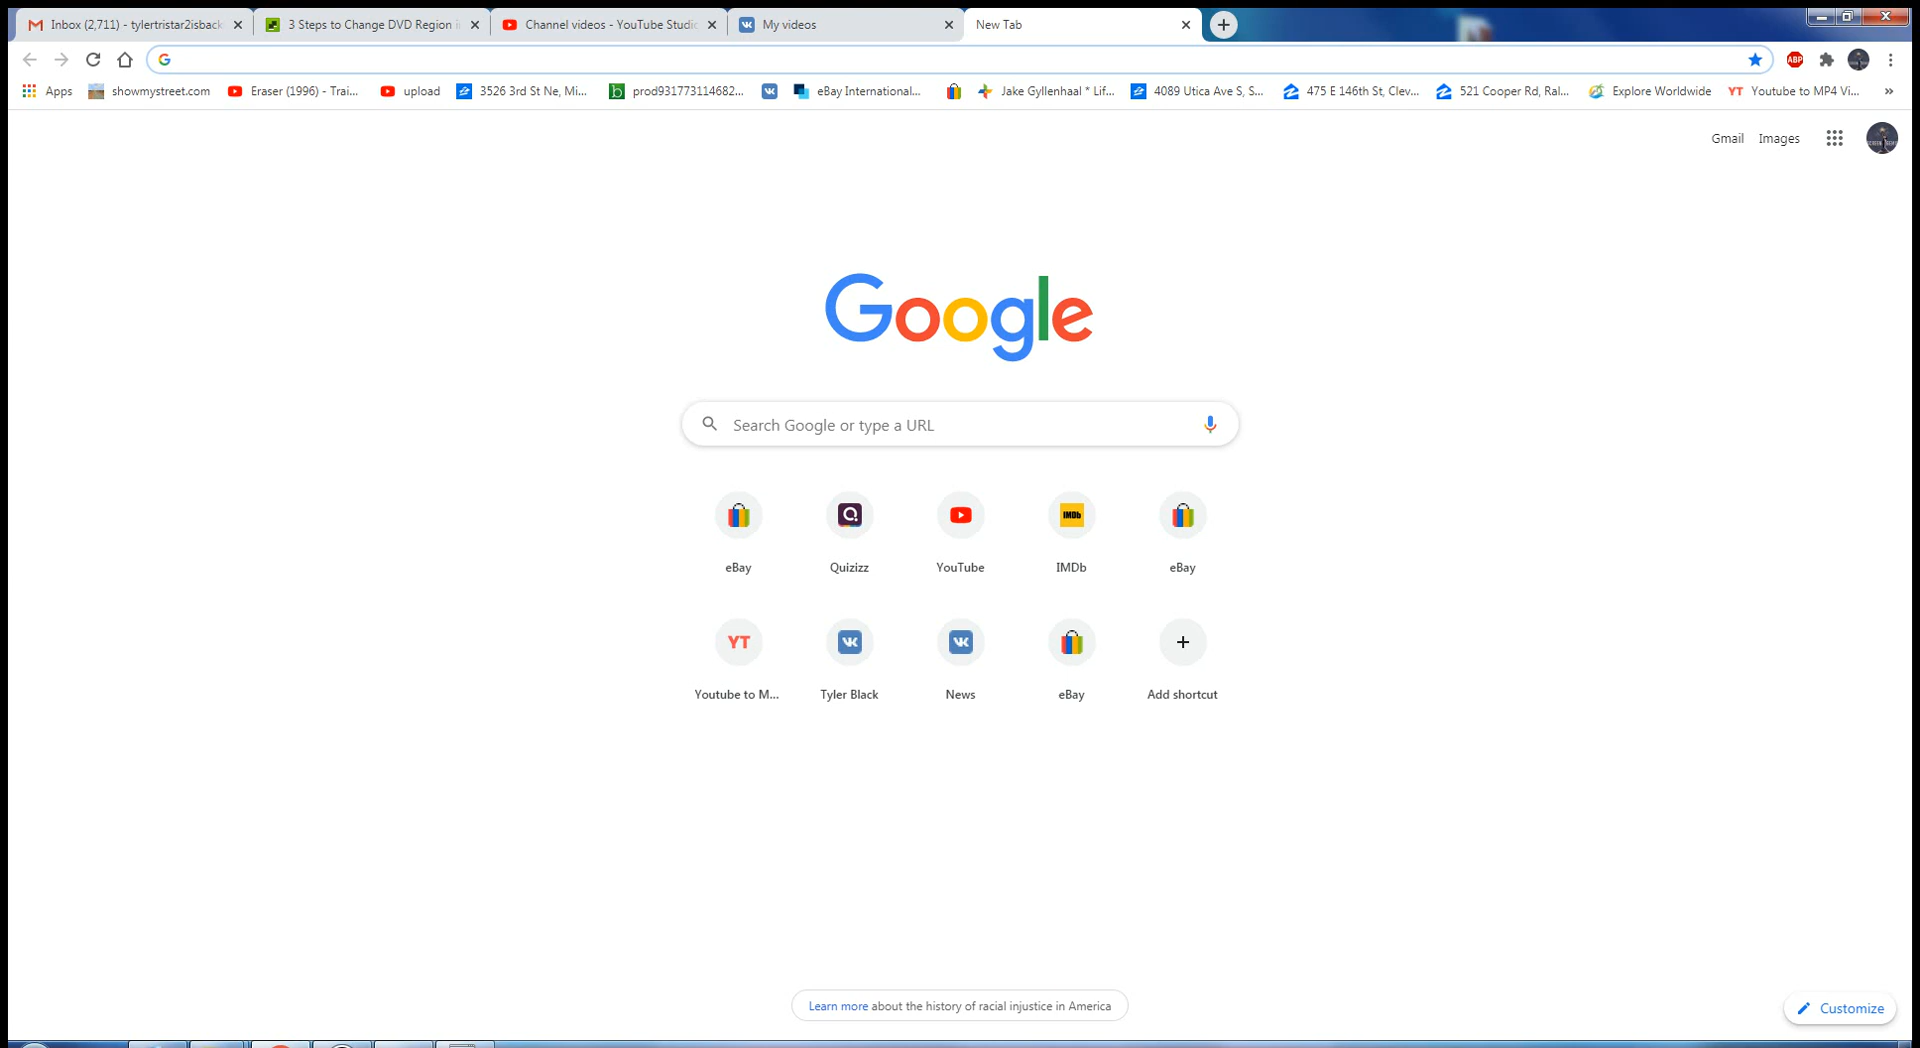 Inbox (2,711) - tylertristar2isback
3 Steps to Change DVD Region i
Channel videos - YouTube Studio
My videos
New Tab
Apps
showmystreet.com
Eraser (1996) - Trai...
upload
3526 3rd St Ne, Mi...
prod931773114682...
eBay International...
Jake Gyllenhaal * Lif...
4089 Utica Ave S, S...
475 E 146th St, Clev...
521 Cooper Rd, Ral...
Explore Worldwide
YT Youtube to MP4 Vi...
»
ABP
Gmail
Images
Google
Search Google or type a URL
eBay
Quizizz
YouTube
IMDb
IMDb
eBay
YT
Youtube to M...
Tyler Black
News
eBay
Add shortcut
Learn more about the history of racial injustice in America
Customize